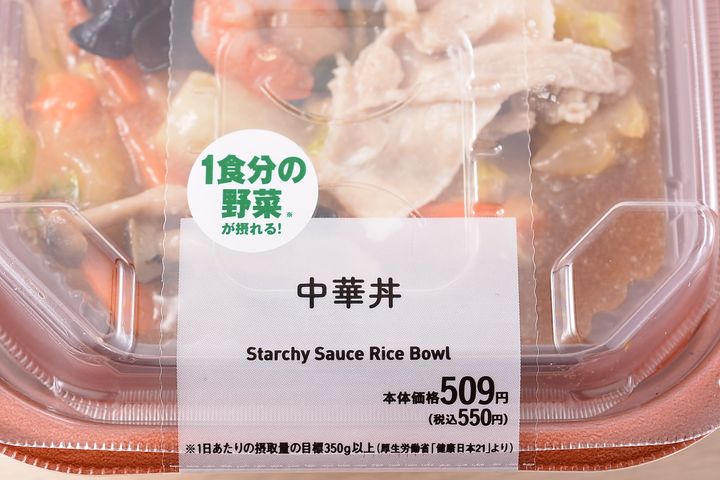 1食分の
野菜※
が摂れる!
中華丼
Starchy Sauce Rice Bowl
本体価格509円
(税込550円)
※1日あたりの摂取量の目標350g以上(厚生労働省「健康日本21」より)